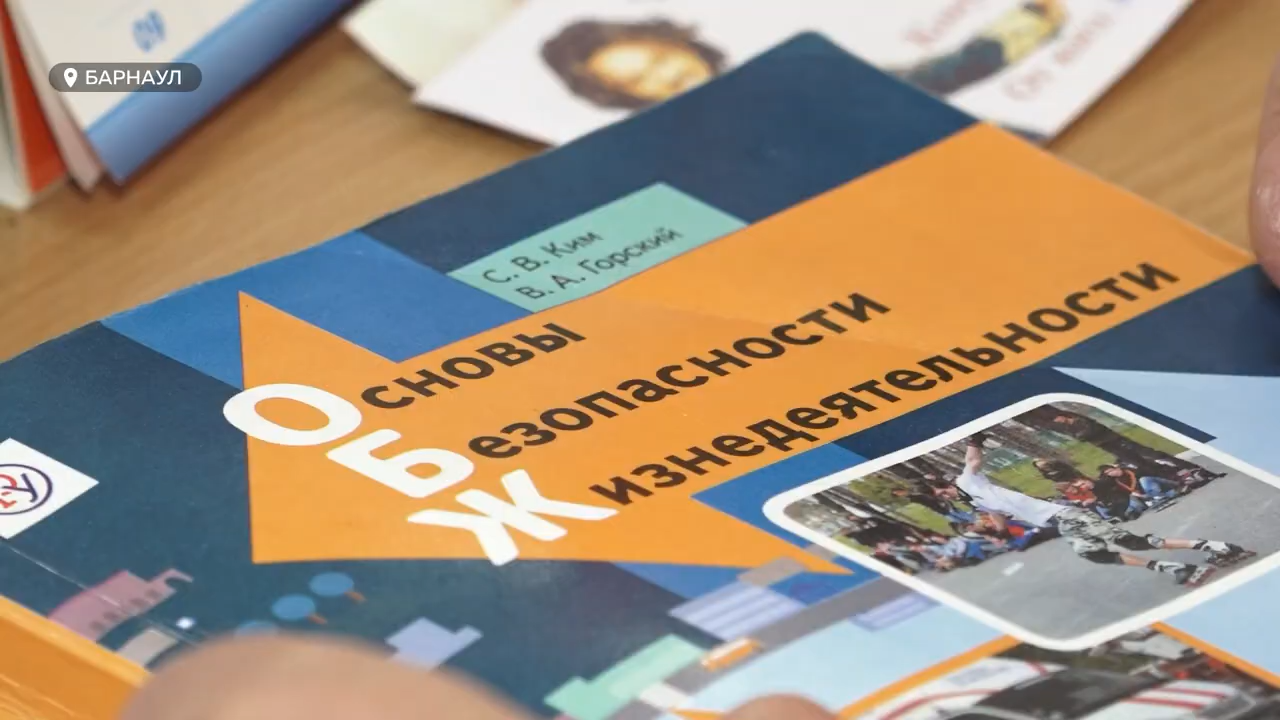 БАРНАУЛ
С. В. Ким
В. А. Горский
Основы
Безопасности
Жизнедеятельности